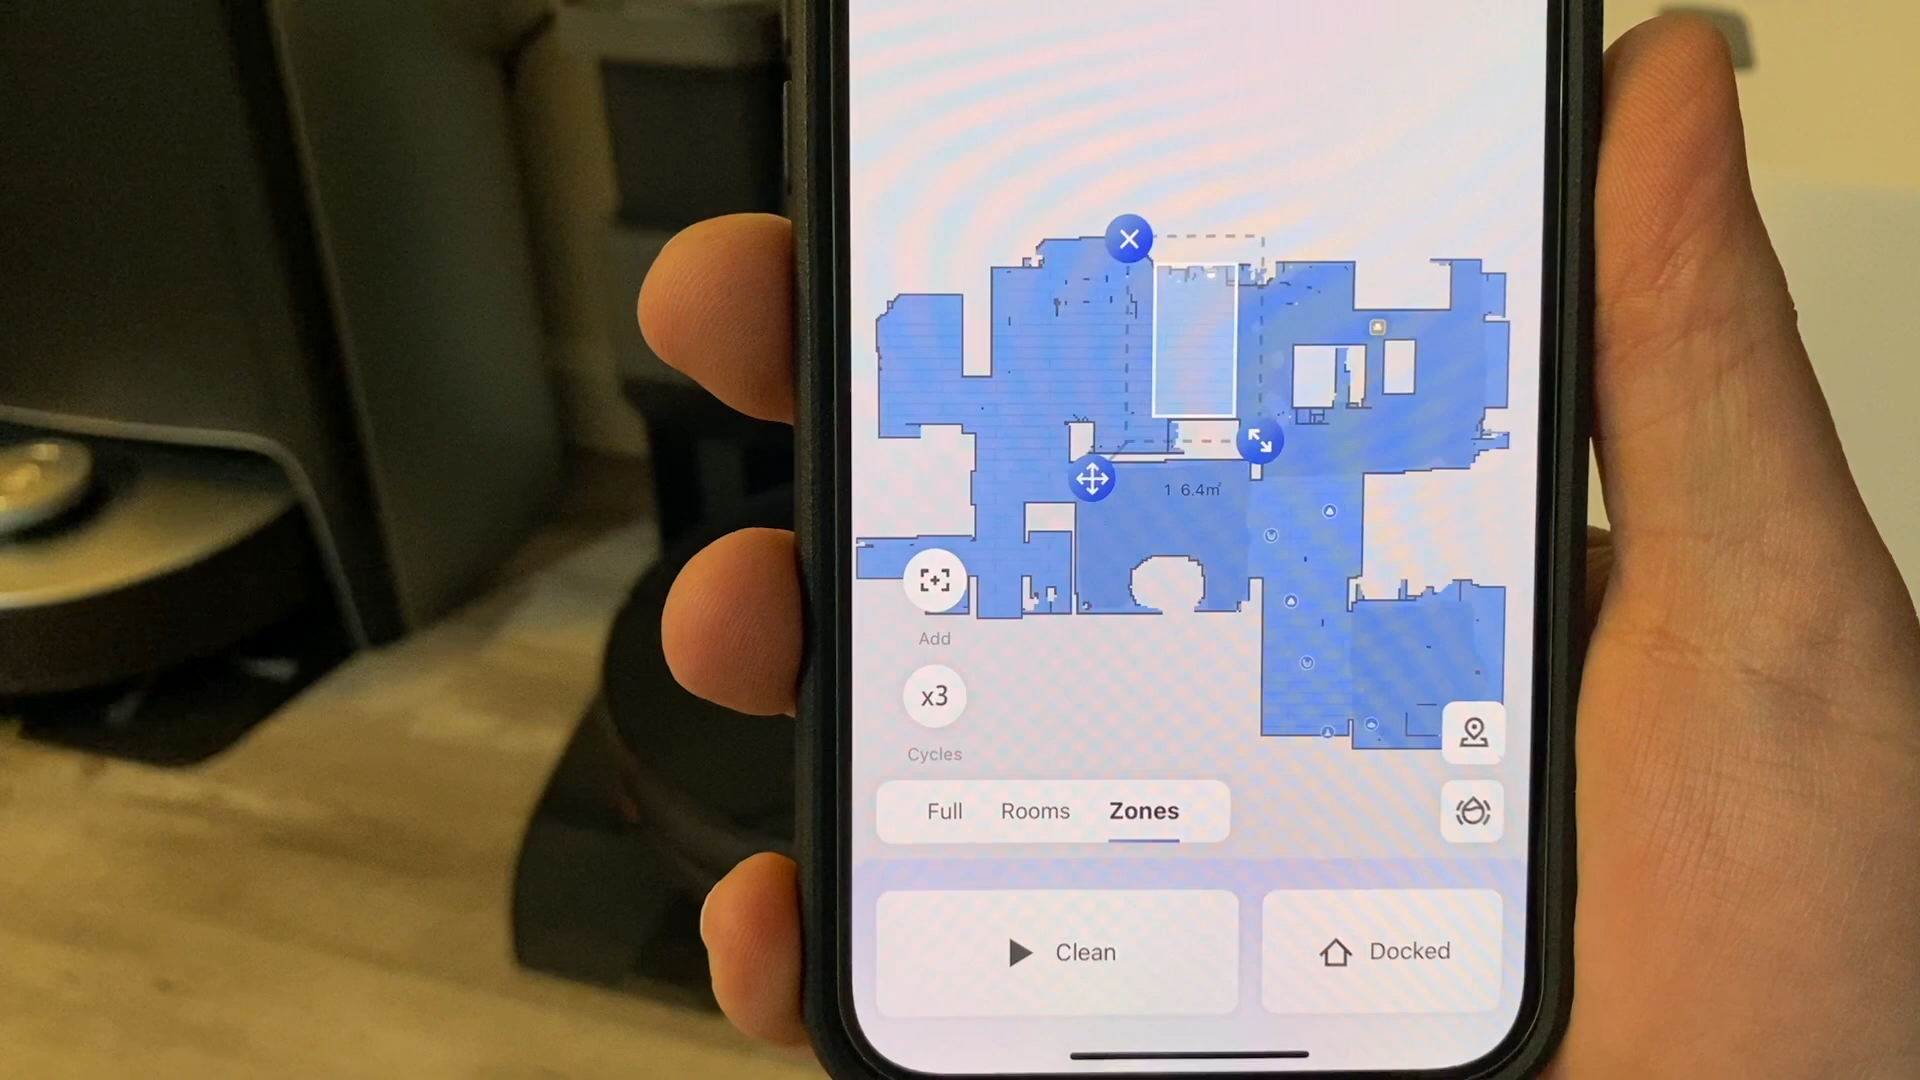 1 6.4㎡
Add
x3
Cycles
Full Rooms Zones
Clean
Docked